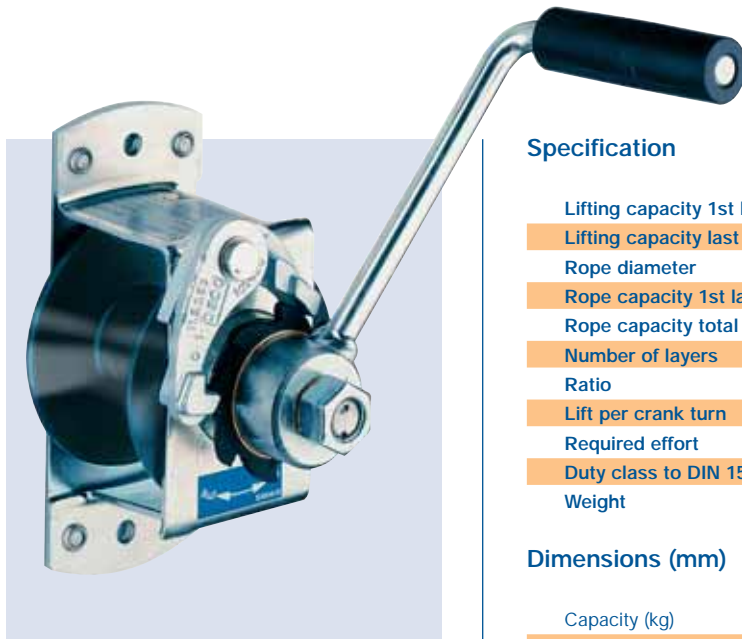 Specification
Lifting capacity 1st
Lifting capacity last
Rope diameter
Rope capacity 1st la
Rope capacity total
Number of layers
Ratio
Lift per crank turn
Required effort
Duty class to DIN 15
Weight
Dimensions (mm)
Capacity (kg)
Auf